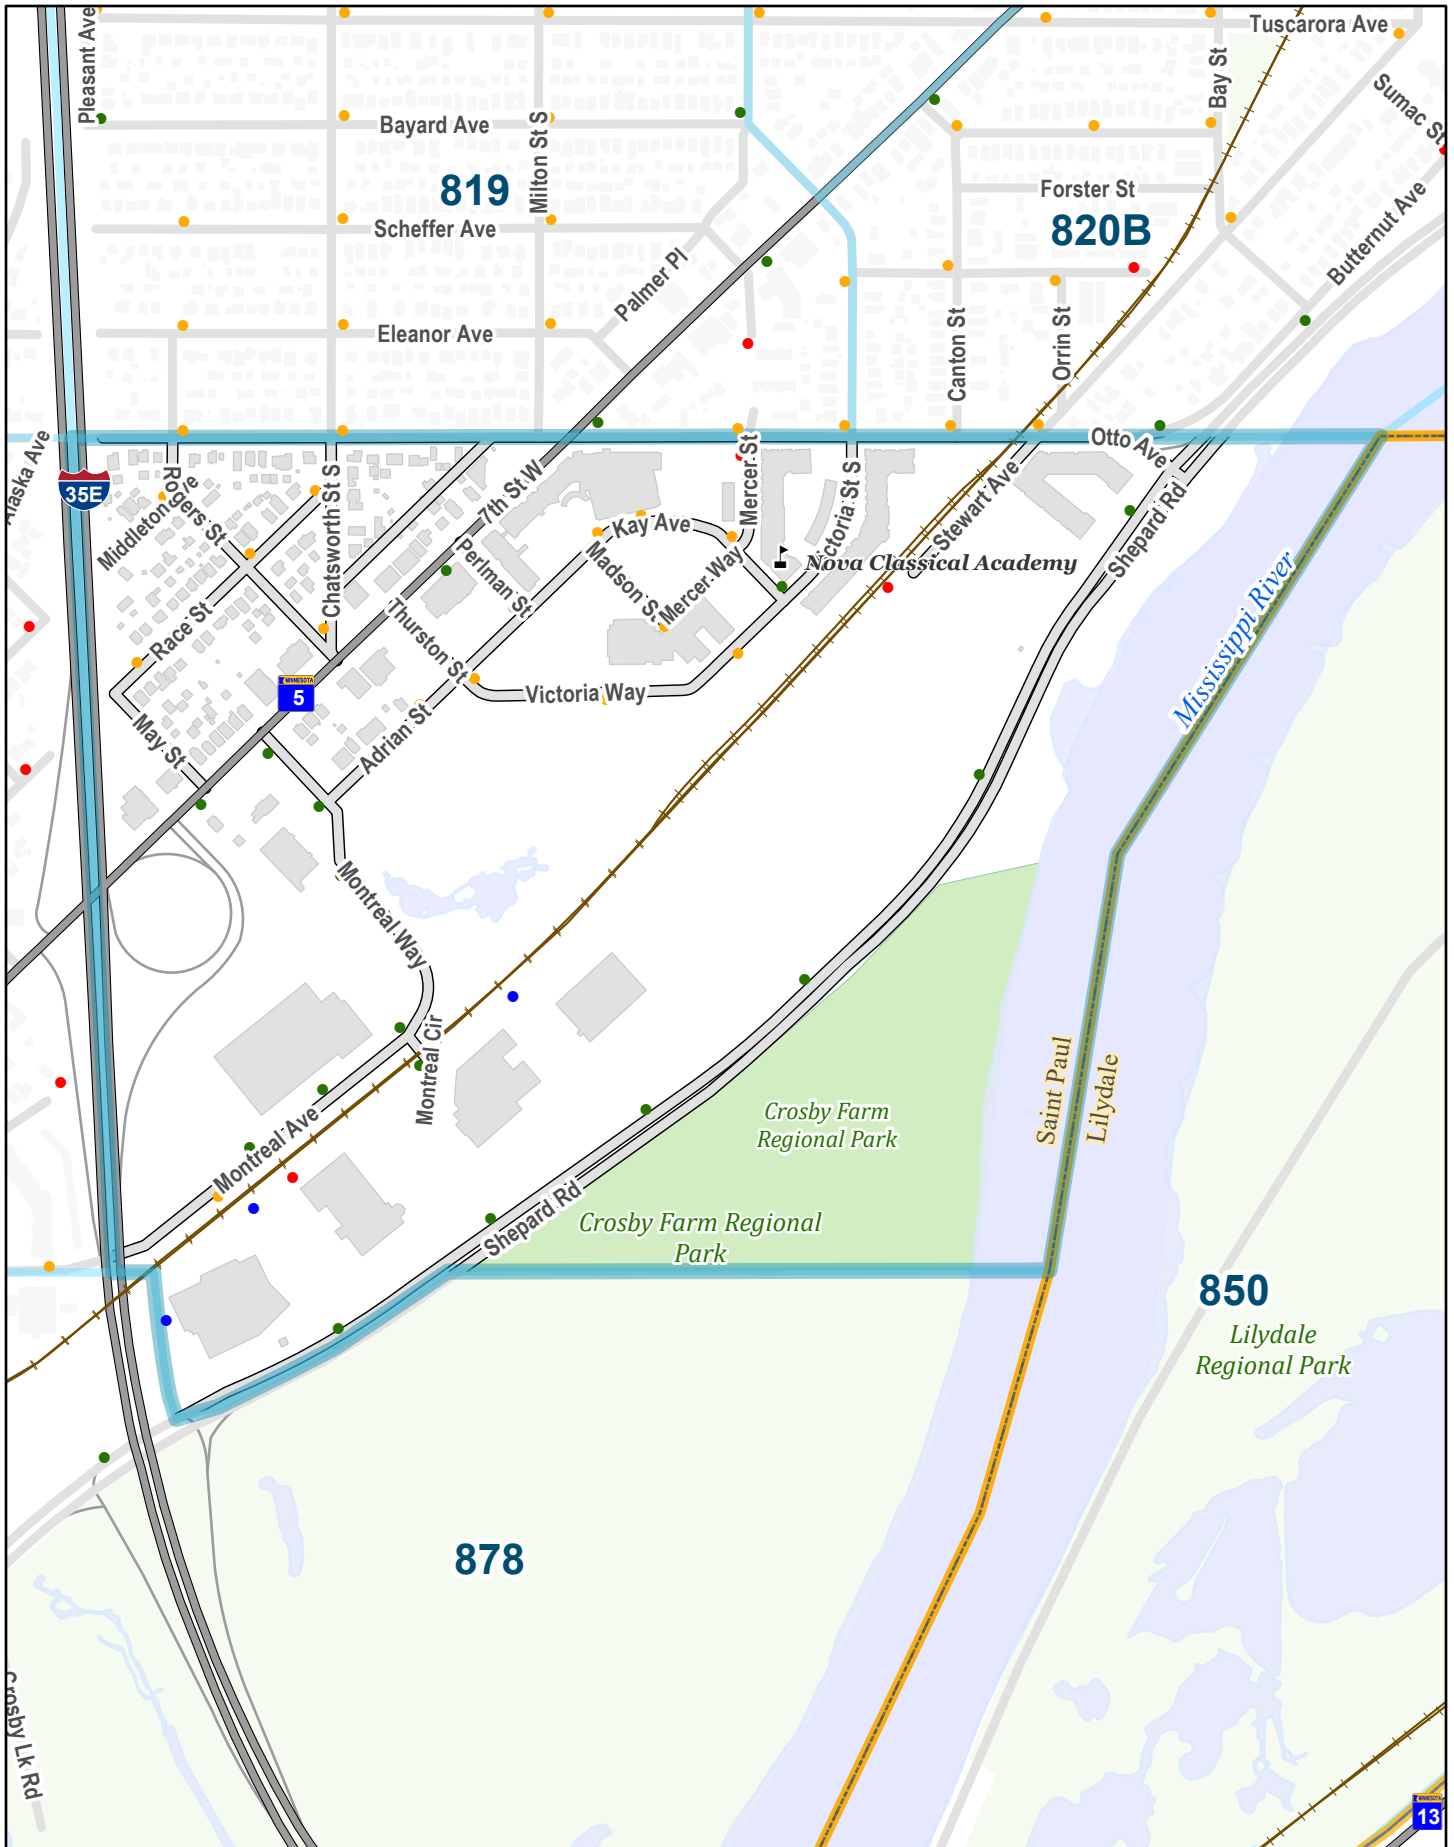 Tuscarora Ave
Pleasant Ave
Bay St
Sumac St
Bayard Ave
Milton St S
819
Forster St
820B
Butternut Ave
Scheffer Ave
Palmer Pl
Eleanor Ave
Canton St
Orrin St
Otto Ave
Alaska Ave
35E
Rogers St
Chatsworth St S
7th St W
Mercer St
Victoria St S
Stewart Ave
Shepard Rd
Kay Ave
Perlman St
Madson St
Mercer Way
Nova Classical Academy
Race St
Thurston St
Mississippi River
MINNESOTA
5
Victoria Way
May St
Adrian St
Montreal Way
Montreal Cir
Saint Paul
Lilydale
Montreal Ave
Crosby Farm
Regional Park
Shepard Rd
Crosby Farm Regional
Park
850
Lilydale
Regional Park
878
Crosby Lk Rd
MINNESOTA
13